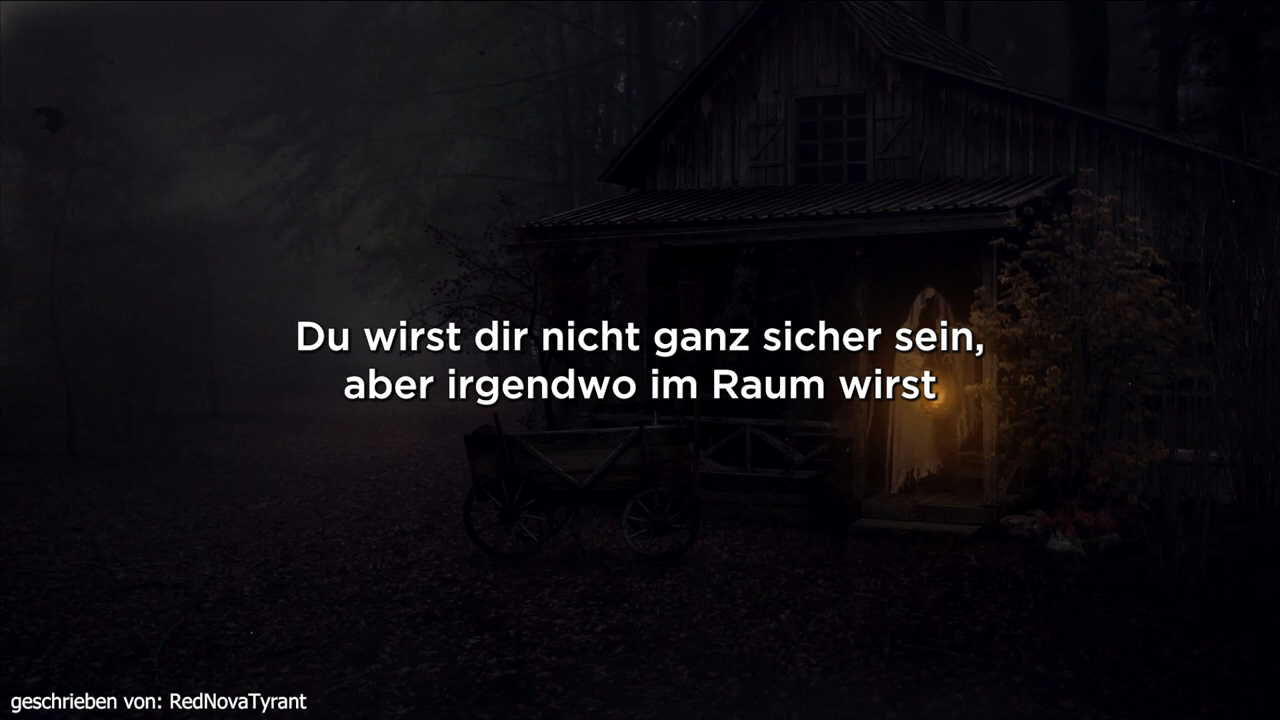 Du wirst dir nicht ganz sicher sein,
aber irgendwo im Raum wirst
geschrieben von: RedNovaTyrant